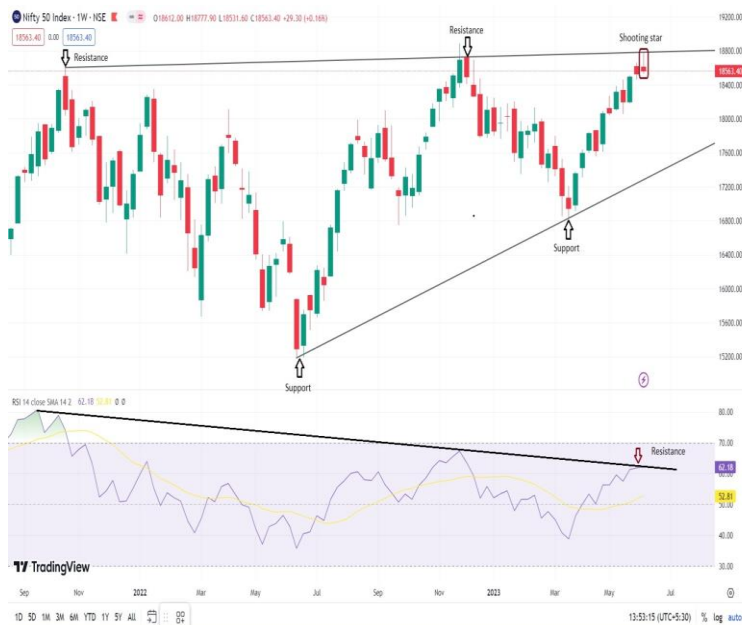 Nifty 50 Index · 1W · NSE O18612.00 H18777.90 L18531.60 C18563.40 +29.30 (+0.16%)
18563.40 0.00 18563.40
Resistance
Resistance
Shooting star
Support
Support
19200.00
18800.00
18563.40
18400.00
18000.00
17600.00
17200.00
16800.00
16400.00
16000.00
15600.00
15200.00
RSI 14 close SMA 14 2 62.18 52.81 Ø Ø
Resistance
80.00
70.00
62.18
60.00
52.81
50.00
40.00
30.00
TradingView
Sep Nov 2022 Mar May Jul Sep Nov 2023 Mar May Jul
1D 5D 1M 3M 6M YTD 1Y 5Y All 13:53:15 (UTC+5:30) % log auto